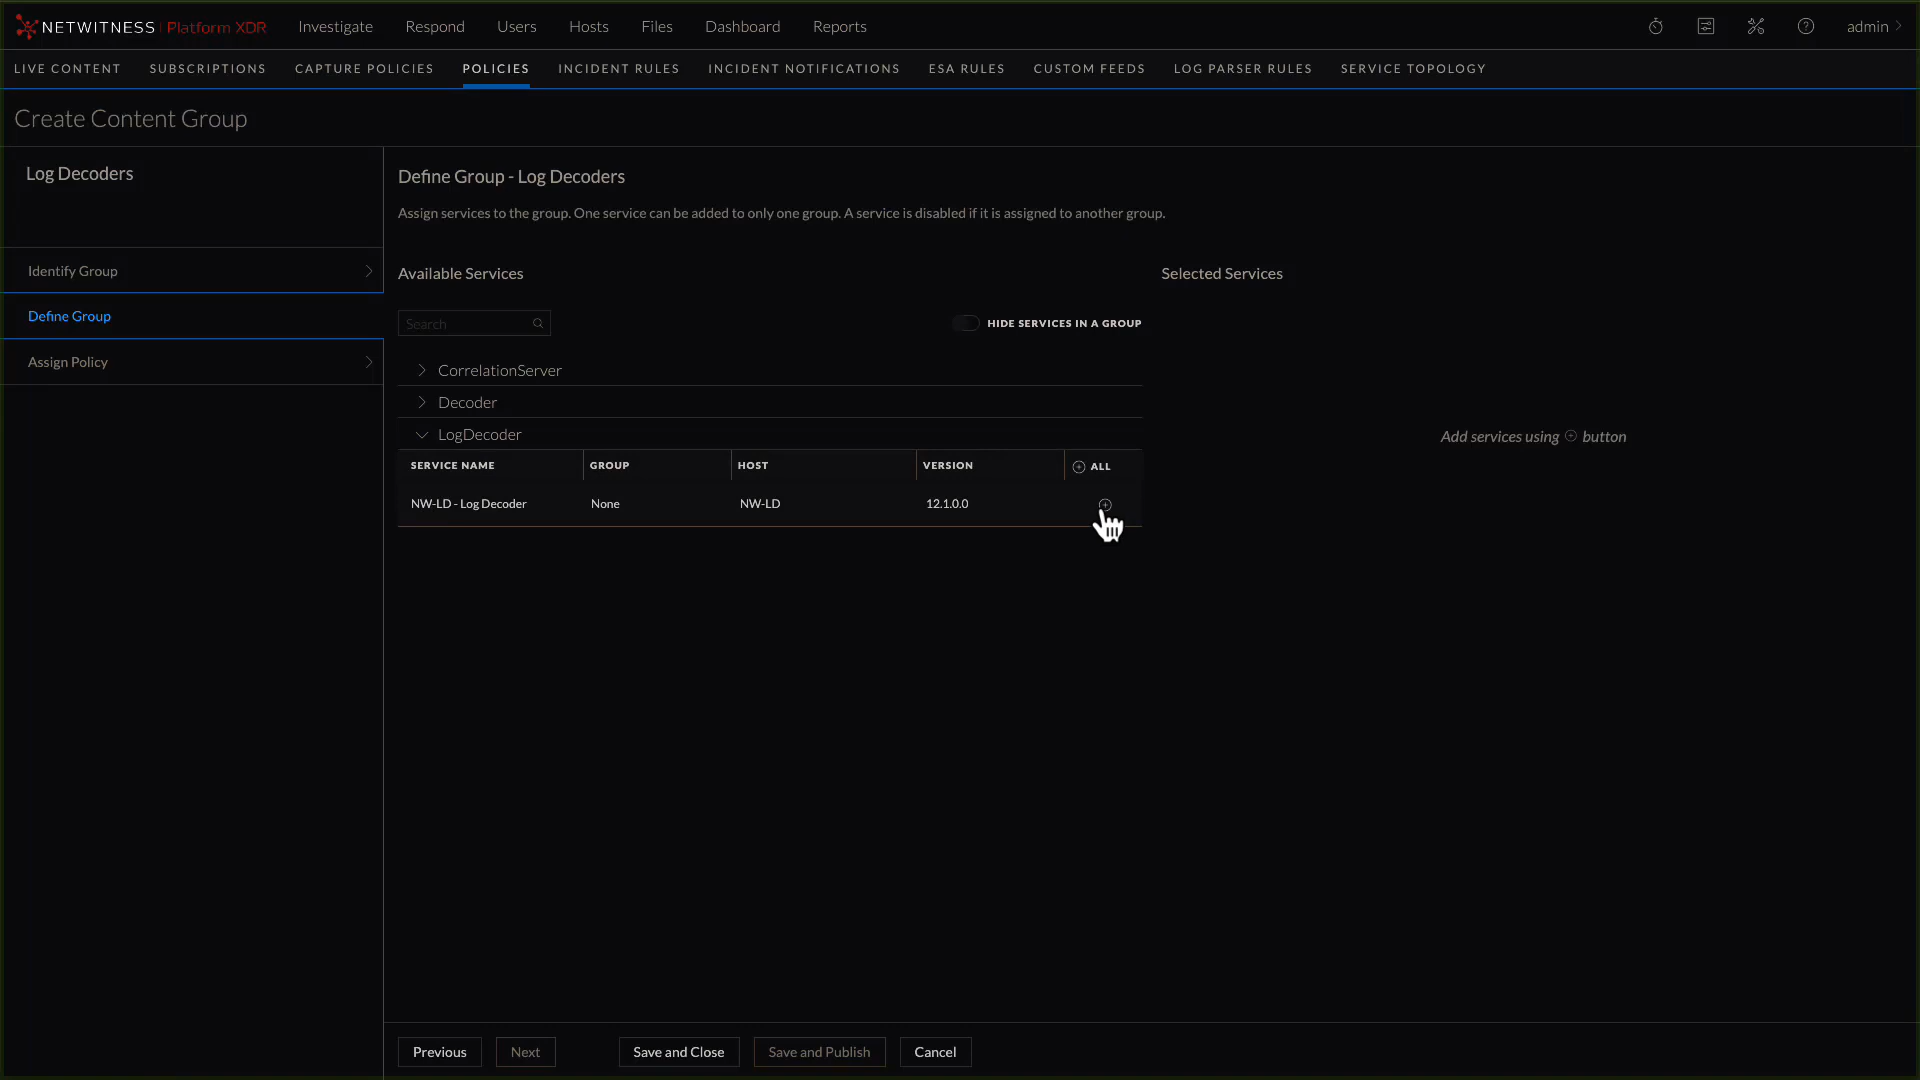 NETWITNESS Platform XDR Investigate Respond Users Hosts Files Dashboard Reports admin
LIVE CONTENT SUBSCRIPTIONS CAPTURE POLICIES POLICIES INCIDENT RULES INCIDENT NOTIFICATIONS ESA RULES CUSTOM FEEDS LOG PARSER RULES SERVICE TOPOLOGY
Create Content Group
Log Decoders
Identify Group
Define Group
Assign Policy
Define Group - Log Decoders
Assign services to the group. One service can be added to only one group. A service is disabled if it is assigned to another group.
Available Services
Search
HIDE SERVICES IN A GROUP
CorrelationServer
Decoder
LogDecoder
SERVICE NAME GROUP HOST VERSION ALL
NW-LD - Log Decoder None NW-LD 12.1.0.0
Selected Services
Add services using button
Previous Next Save and Close Save and Publish Cancel